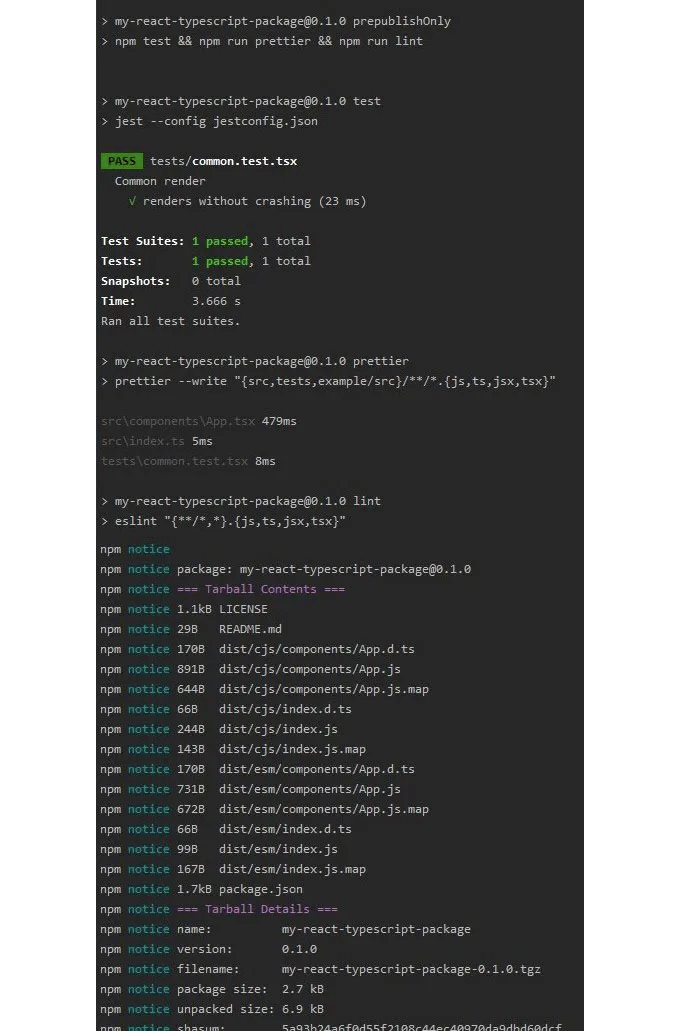 > my-react-typescript-package@0.1.0 prepublishOnly
> npm test && npm run prettier && npm run lint
> my-react-typescript-package@0.1.0 test
> jest --config jestconfig.json
PASS tests/common.test.tsx
Common render
√ renders without crashing (23 ms)
Test Suites: 1 passed, 1 total
Tests: 1 passed, 1 total
Snapshots: 0 total
Time: 3.666 s
Ran all test suites.
> my-react-typescript-package@0.1.0 prettier
> prettier --write "{src,tests,example/src}/**/*.{js,ts,jsx,tsx}"
src\components\App.tsx 479ms
src\index.ts 5ms
tests\common.test.tsx 8ms
> my-react-typescript-package@0.1.0 lint
> eslint "{**/*,*}.{js,ts,jsx,tsx}"
npm notice
npm notice package: my-react-typescript-package@0.1.0
npm notice === Tarball Contents ===
npm notice 1.1kB LICENSE
npm notice 29B README.md
npm notice 170B dist/cjs/components/App.d.ts
npm notice 891B dist/cjs/components/App.js
npm notice 644B dist/cjs/components/App.js.map
npm notice 66B dist/cjs/index.d.ts
npm notice 244B dist/cjs/index.js
npm notice 143B dist/cjs/index.js.map
npm notice 170B dist/esm/components/App.d.ts
npm notice 731B dist/esm/components/App.js
npm notice 672B dist/esm/components/App.js.map
npm notice 66B dist/esm/index.d.ts
npm notice 99B dist/esm/index.js
npm notice 167B dist/esm/index.js.map
npm notice 1.7kB package.json
npm notice === Tarball Details ===
npm notice name: my-react-typescript-package
npm notice version: 0.1.0
npm notice filename: my-react-typescript-package-0.1.0.tgz
npm notice package size: 2.7 kB
npm notice unpacked size: 6.9 kB
npm notice shasum: